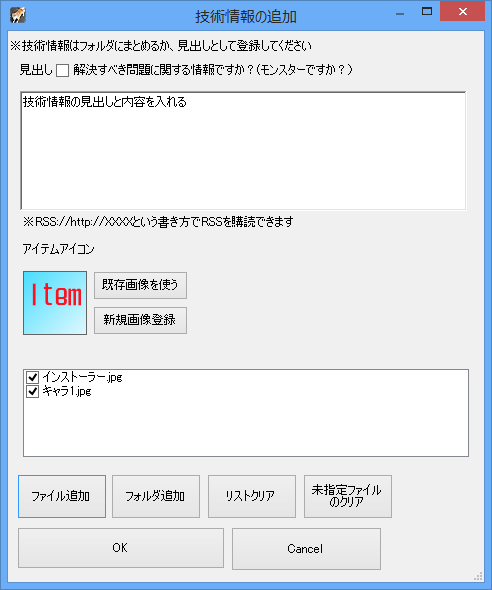 技術情報の追加
※技術情報はフォルダにまとめるか、見出しとして登録してください
見出し 解決すべき問題に関する情報ですか？(モンスターですか？)
技術情報の見出しと内容を入れる
※RSS://http://XXXXという書き方でRSSを購読できます
アイテムアイコン
Item
既存画像を使う
新規画像登録
インストーラー.jpg
キャラ1.jpg
ファイル追加 フォルダ追加 リストクリア 未指定ファイル
のクリア
OK Cancel